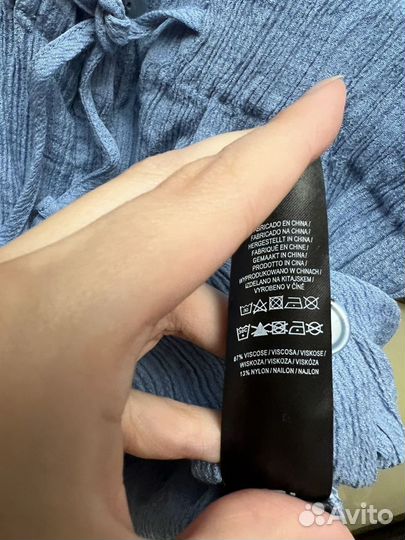 FABRICADO EN CHINA /
FABRICADO NA CHINA /
HERGESTELLT IN CHINA /
FABRIQUÉ EN CHINE /
GEMAAKT IN CHINA /
PRODOTTO IN CINA /
WYPRODUKOWANO W CHINACH /
IZDELANO NA KITAJSKEM /
VYROBENO V ČÍNĚ
87% VISCOSE / VISCOSA / VISKOSE /
WISKOZA / VISKOZA / VISKÓZA
13% NYLON / NAILON / NAJLON
Avito